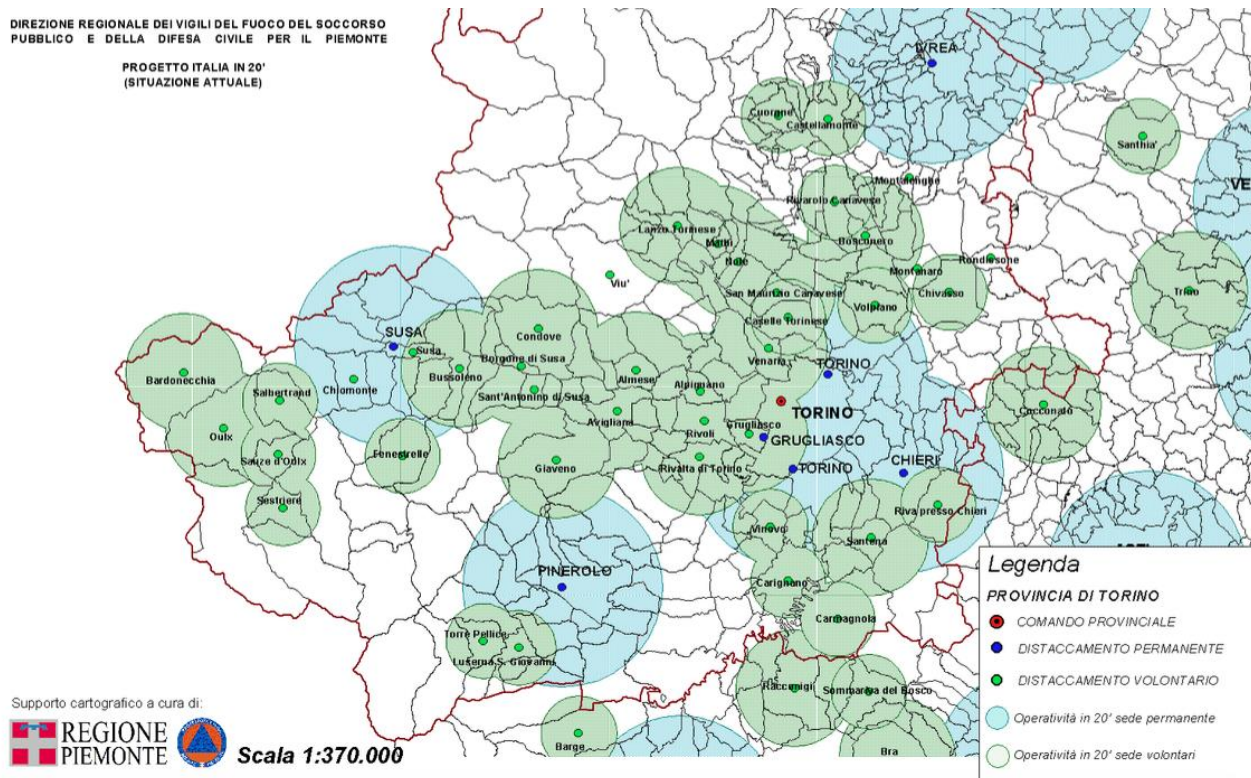 DIREZIONE REGIONALE DEI VIGILI DEL FUOCO DEL SOCCORSO
PUBBLICO E DELLA DIFESA CIVILE PER IL PIEMONTE
PROGETTO ITALIA IN 20'
(SITUAZIONE ATTUALE)
IVREA
Cuorgne
Castellamonte
Santhia'
Montalenghe
VE
Rivarolo Canavese
Lanzo Torinese
Mathi
Bosconero
Nole
Montanaro
Rondissone
Viu'
San Maurizio Canavese
Volpiano
Chivasso
Trino
Caselle Torinese
SUSA
Condove
Susa
Venaria
Borgone di Susa
TORINO
Bardonecchia
Chiomonte
Bussoleno
Almese
Alpignano
Salbertrand
Sant'Antonino di Susa
TORINO
Cocconato
Avigliana
Oulx
Rivoli
Grugliasco
GRUGLIASCO
Sauze d'Oulx
Fenestrelle
Giaveno
Rivalta di Torino
TORINO
CHIERI
Sestriere
Riva presso Chieri
Vinovo
Santena
PINEROLO
Carignano
Carmagnola
Torre Pellice
Luserna S. Giovanni
Racconigi
Sommariva del Bosco
Barge
Bra
Legenda
PROVINCIA DI TORINO
COMANDO PROVINCIALE
DISTACCAMENTO PERMANENTE
DISTACCAMENTO VOLONTARIO
Operatività in 20' sede permanente
Operatività in 20' sede volontari
Supporto cartografico a cura di:
REGIONE
PIEMONTE
Scala 1:370.000